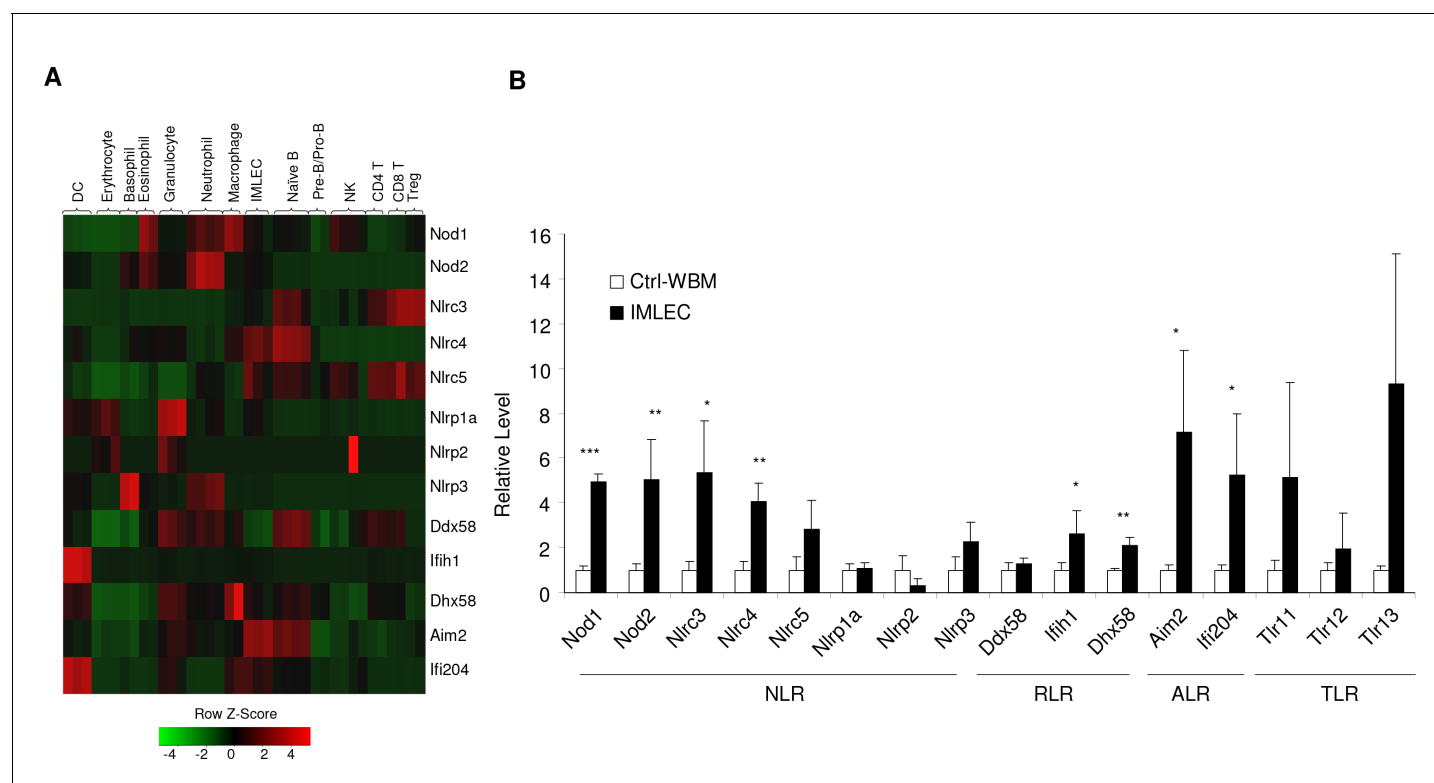 A
B
DC
Erythrocyte
Basophil
Eosinophil
Granulocyte
Neutrophil
Macrophage
IMLEC
Naïve B
Pre-B/Pro-B
NK
CD4 T
CD8 T
Treg
Nod1
Nod2
Nlrc3
Nlrc4
Nlrc5
Nlrp1a
Nlrp2
Nlrp3
Ddx58
Ifih1
Dhx58
Aim2
Ifi204
Row Z-Score
-4 -2 0 2 4
Relative Level
16
14
12
10
8
6
4
2
0
Ctrl-WBM
IMLEC
*** ** * ** * ** * *
Nod1 Nod2 Nlrc3 Nlrc4 Nlrc5 Nlrp1a Nlrp2 Nlrp3 Ddx58 Ifih1 Dhx58 Aim2 Ifi204 Tlr11 Tlr12 Tlr13
NLR RLR ALR TLR